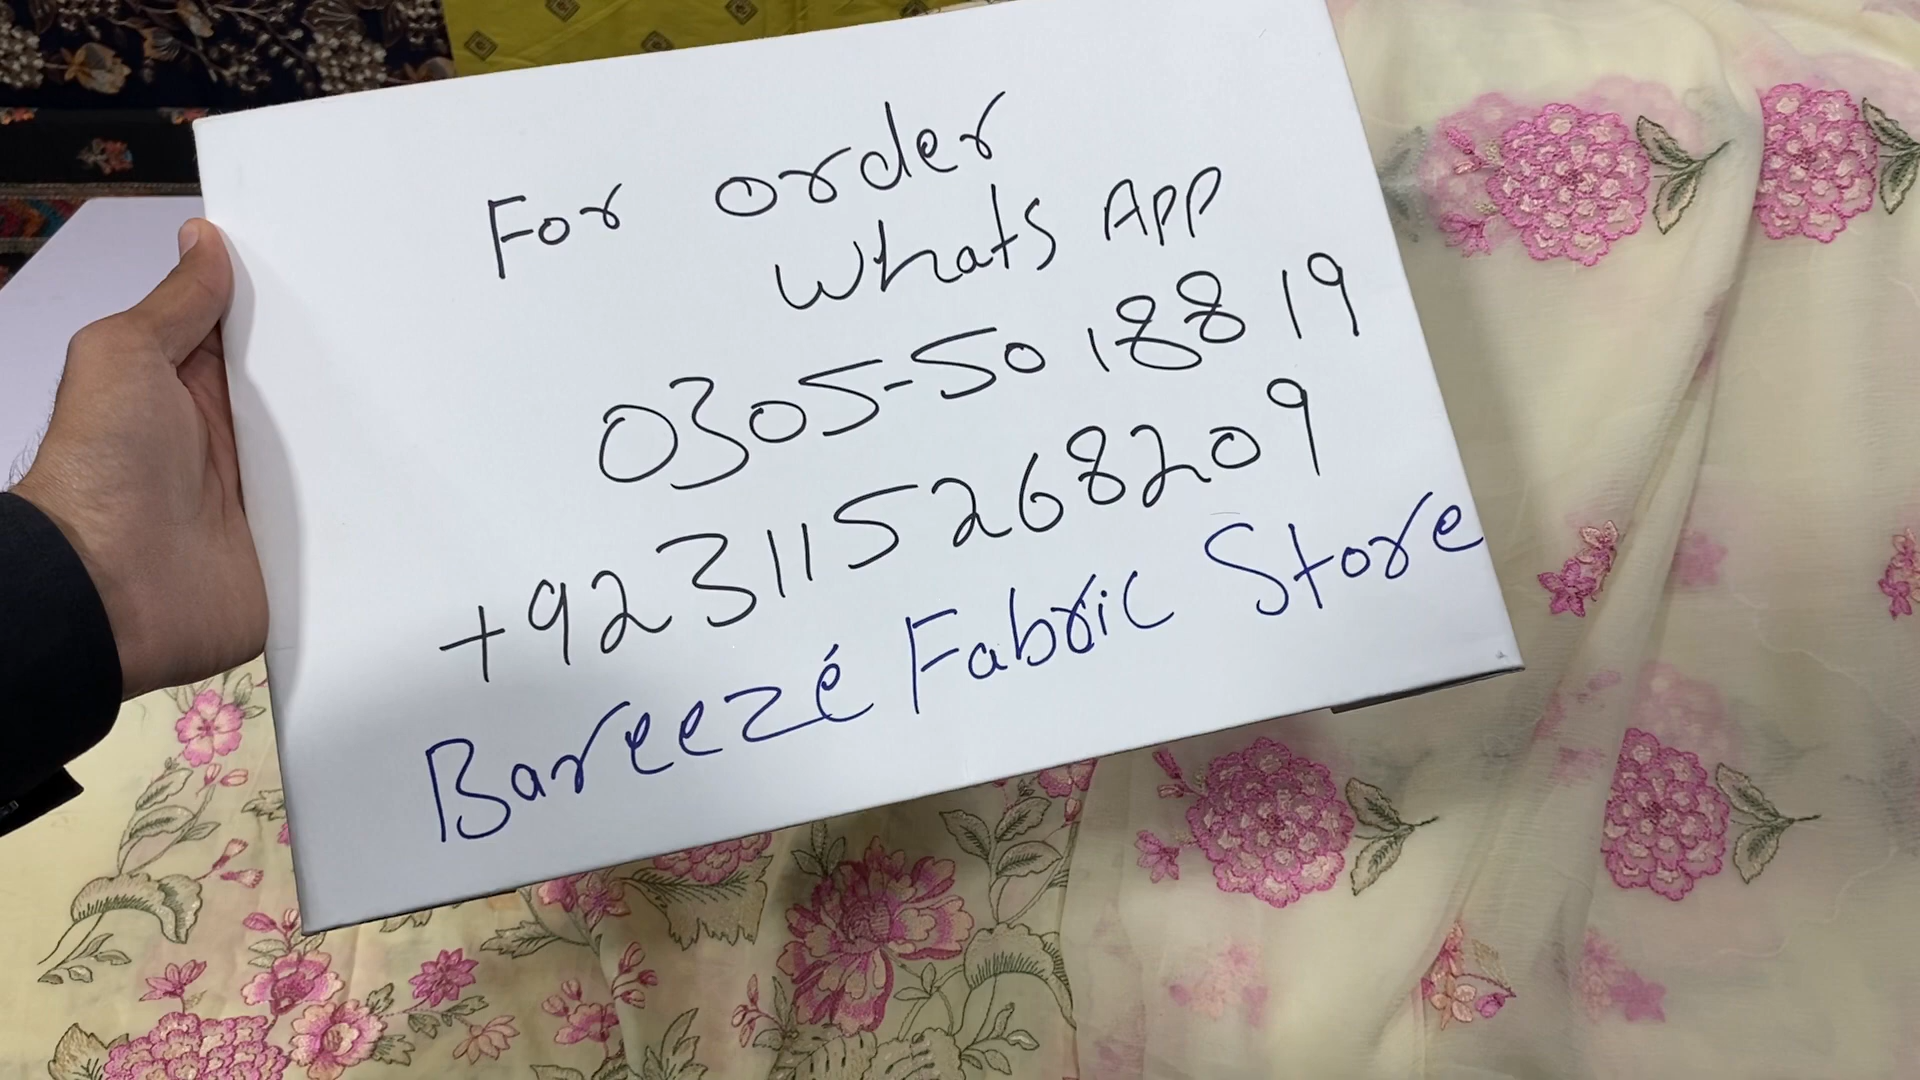 For order
Whats App
0305-5018819
+923115268209
Bareezé Fabric Store